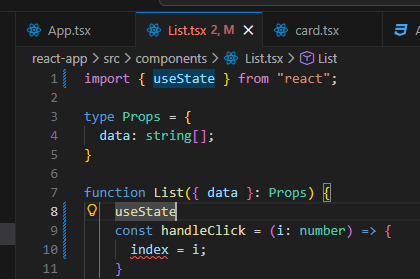 App.tsx List.tsx 2, M card.tsx
react-app > src > components > List.tsx > List
1 import { useState } from "react";
2
3 type Props = {
4 data: string[];
5 }
6
7 function List({ data }: Props) {
8 useState
9 const handleClick = (i: number) => {
10 index = i;
11 }